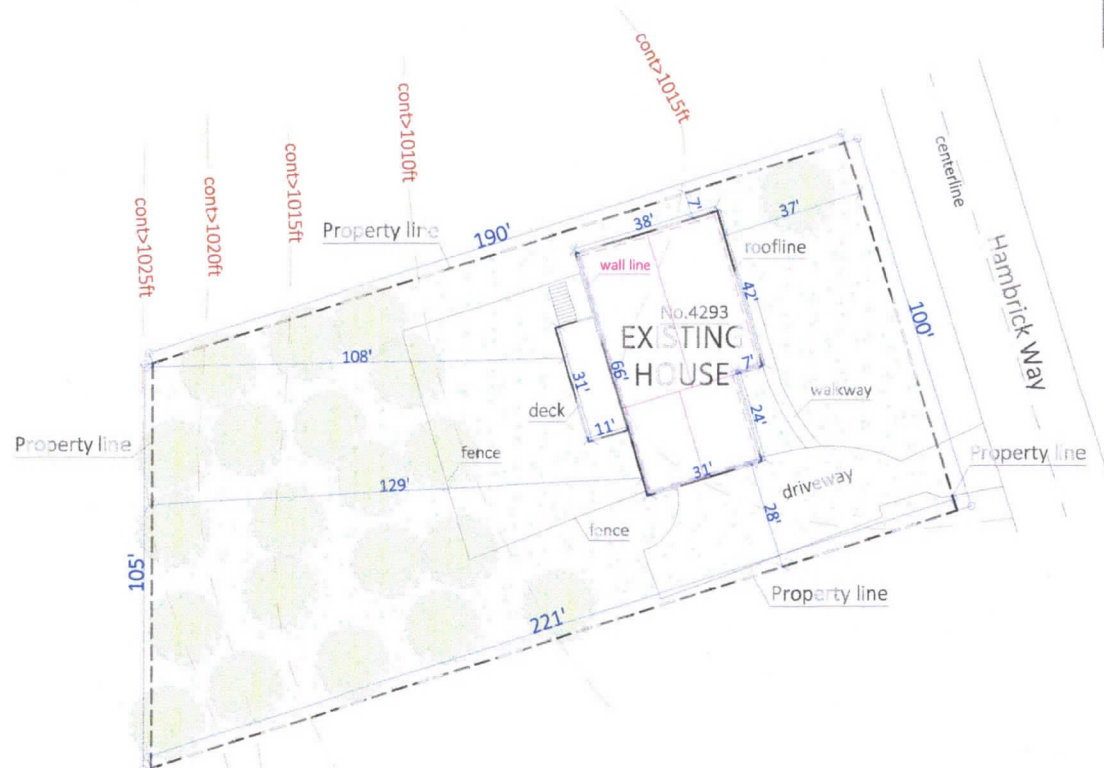 cont>1015ft
cont>1010ft
cont>1015ft
cont>1020ft
cont>1025ft
centerline
Hambrick Way
Property line
190'
38'
7'
37'
roofline
wall line
42'
No.4293
EXISTING
HOUSE
100'
108'
31'
66'
7'
deck
11'
24'
walkway
Property line
fence
Property line
129'
31'
driveway
28'
fence
105'
Property line
221'